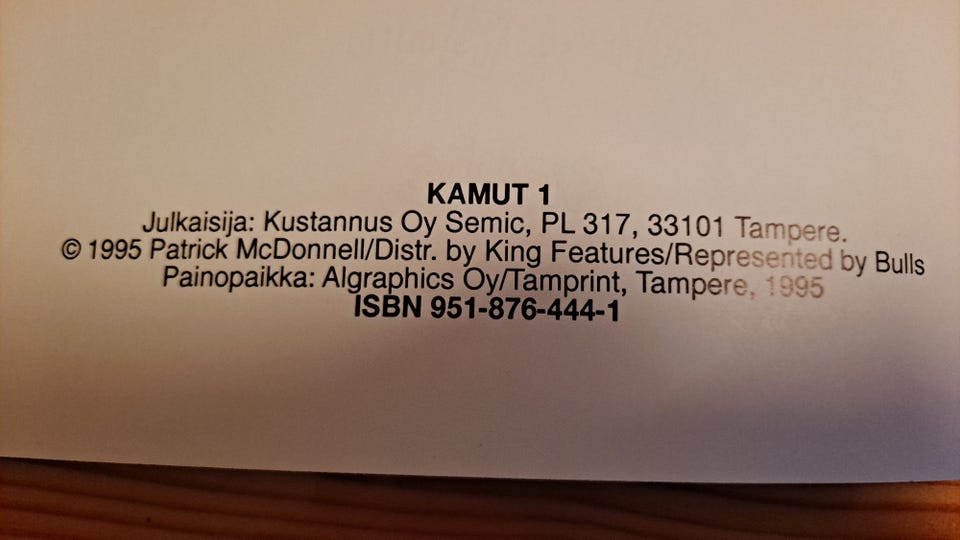 KAMUT 1
Julkaisija: Kustannus Oy Semic, PL 317, 33101 Tampere.
© 1995 Patrick McDonnell/Distr. by King Features/Represented by Bulls
Painopaikka: Algraphics Oy/Tamprint, Tampere, 1995
ISBN 951-876-444-1